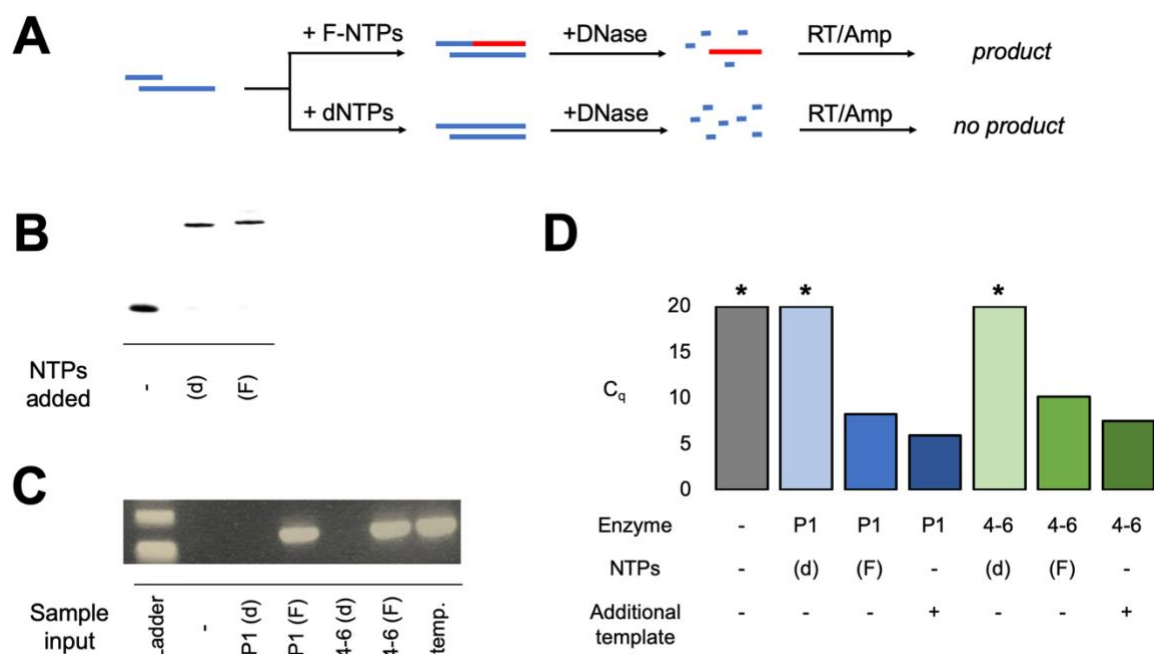 A
+ F-NTPs
+DNase
RT/Amp
product
+ dNTPs
+DNase
RT/Amp
no product
B
NTPs
added
-
(d)
(F)
C
Sample
input
Ladder
-
P1 (d)
P1 (F)
4-6 (d)
4-6 (F)
temp.
D
* * *
20
15
10
5
0
Cq
Enzyme - P1 P1 P1 4-6 4-6 4-6
NTPs - (d) (F) - (d) (F) -
Additional
template - - - + - - +